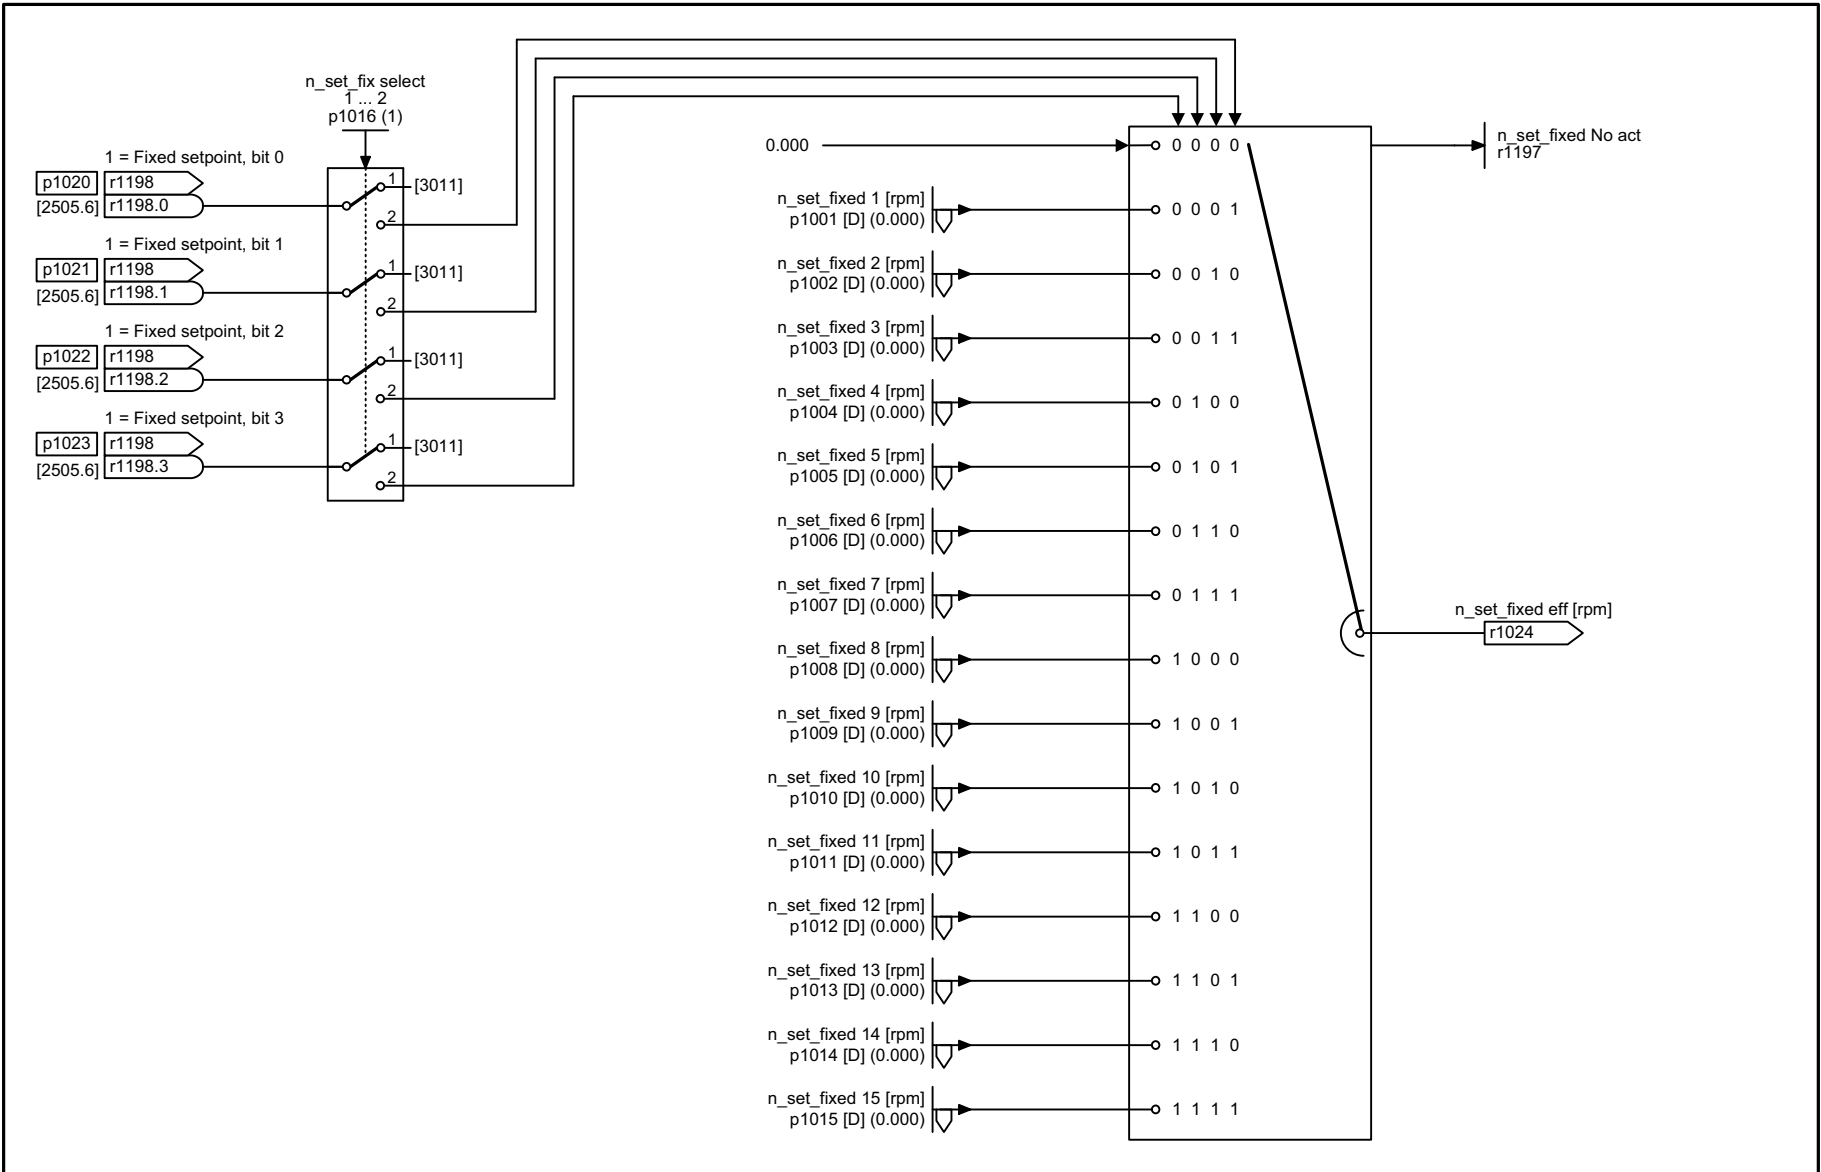 n_set_fix select
1 ... 2
p1016 (1)
1 = Fixed setpoint, bit 0
p1020 r1198
[2505.6] r1198.0
1 [3011]
2
1 = Fixed setpoint, bit 1
p1021 r1198
[2505.6] r1198.1
1 [3011]
2
1 = Fixed setpoint, bit 2
p1022 r1198
[2505.6] r1198.2
1 [3011]
2
1 = Fixed setpoint, bit 3
p1023 r1198
[2505.6] r1198.3
1 [3011]
2
0.000 0 0 0 0
n_set_fixed No act
r1197
n_set_fixed 1 [rpm]
p1001 [D] (0.000)
0 0 0 1
n_set_fixed 2 [rpm]
p1002 [D] (0.000)
0 0 1 0
n_set_fixed 3 [rpm]
p1003 [D] (0.000)
0 0 1 1
n_set_fixed 4 [rpm]
p1004 [D] (0.000)
0 1 0 0
n_set_fixed 5 [rpm]
p1005 [D] (0.000)
0 1 0 1
n_set_fixed 6 [rpm]
p1006 [D] (0.000)
0 1 1 0
n_set_fixed 7 [rpm]
p1007 [D] (0.000)
0 1 1 1
n_set_fixed eff [rpm]
r1024
n_set_fixed 8 [rpm]
p1008 [D] (0.000)
1 0 0 0
n_set_fixed 9 [rpm]
p1009 [D] (0.000)
1 0 0 1
n_set_fixed 10 [rpm]
p1010 [D] (0.000)
1 0 1 0
n_set_fixed 11 [rpm]
p1011 [D] (0.000)
1 0 1 1
n_set_fixed 12 [rpm]
p1012 [D] (0.000)
1 1 0 0
n_set_fixed 13 [rpm]
p1013 [D] (0.000)
1 1 0 1
n_set_fixed 14 [rpm]
p1014 [D] (0.000)
1 1 1 0
n_set_fixed 15 [rpm]
p1015 [D] (0.000)
1 1 1 1